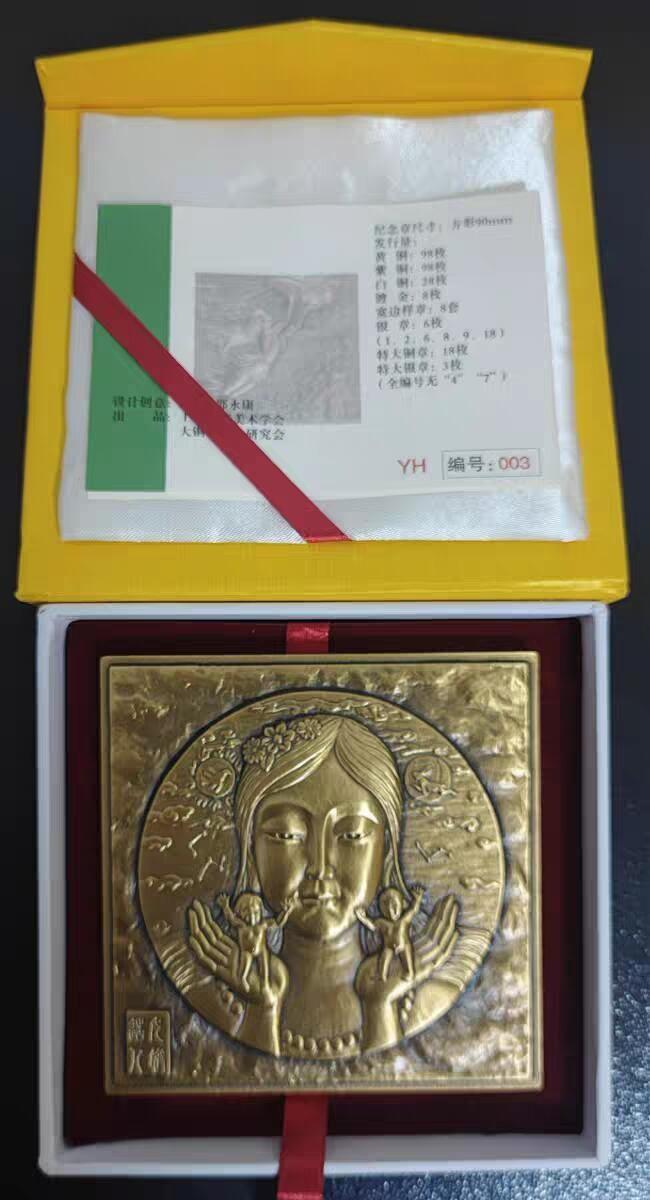 纪念章尺寸：方形90mm
发行量：
黄 铜：98枚
紫 铜：98枚
白 铜：28枚
镀 金：8枚
宽边样章：8套
银 章：6枚
(1、2、6、8、9、18)
特大铜章：18枚
特大银章：3枚
(全编号无“4” “7”)
设计创意：
永康
出 品：
美术学会
大铜
研究会
YH 编号：003